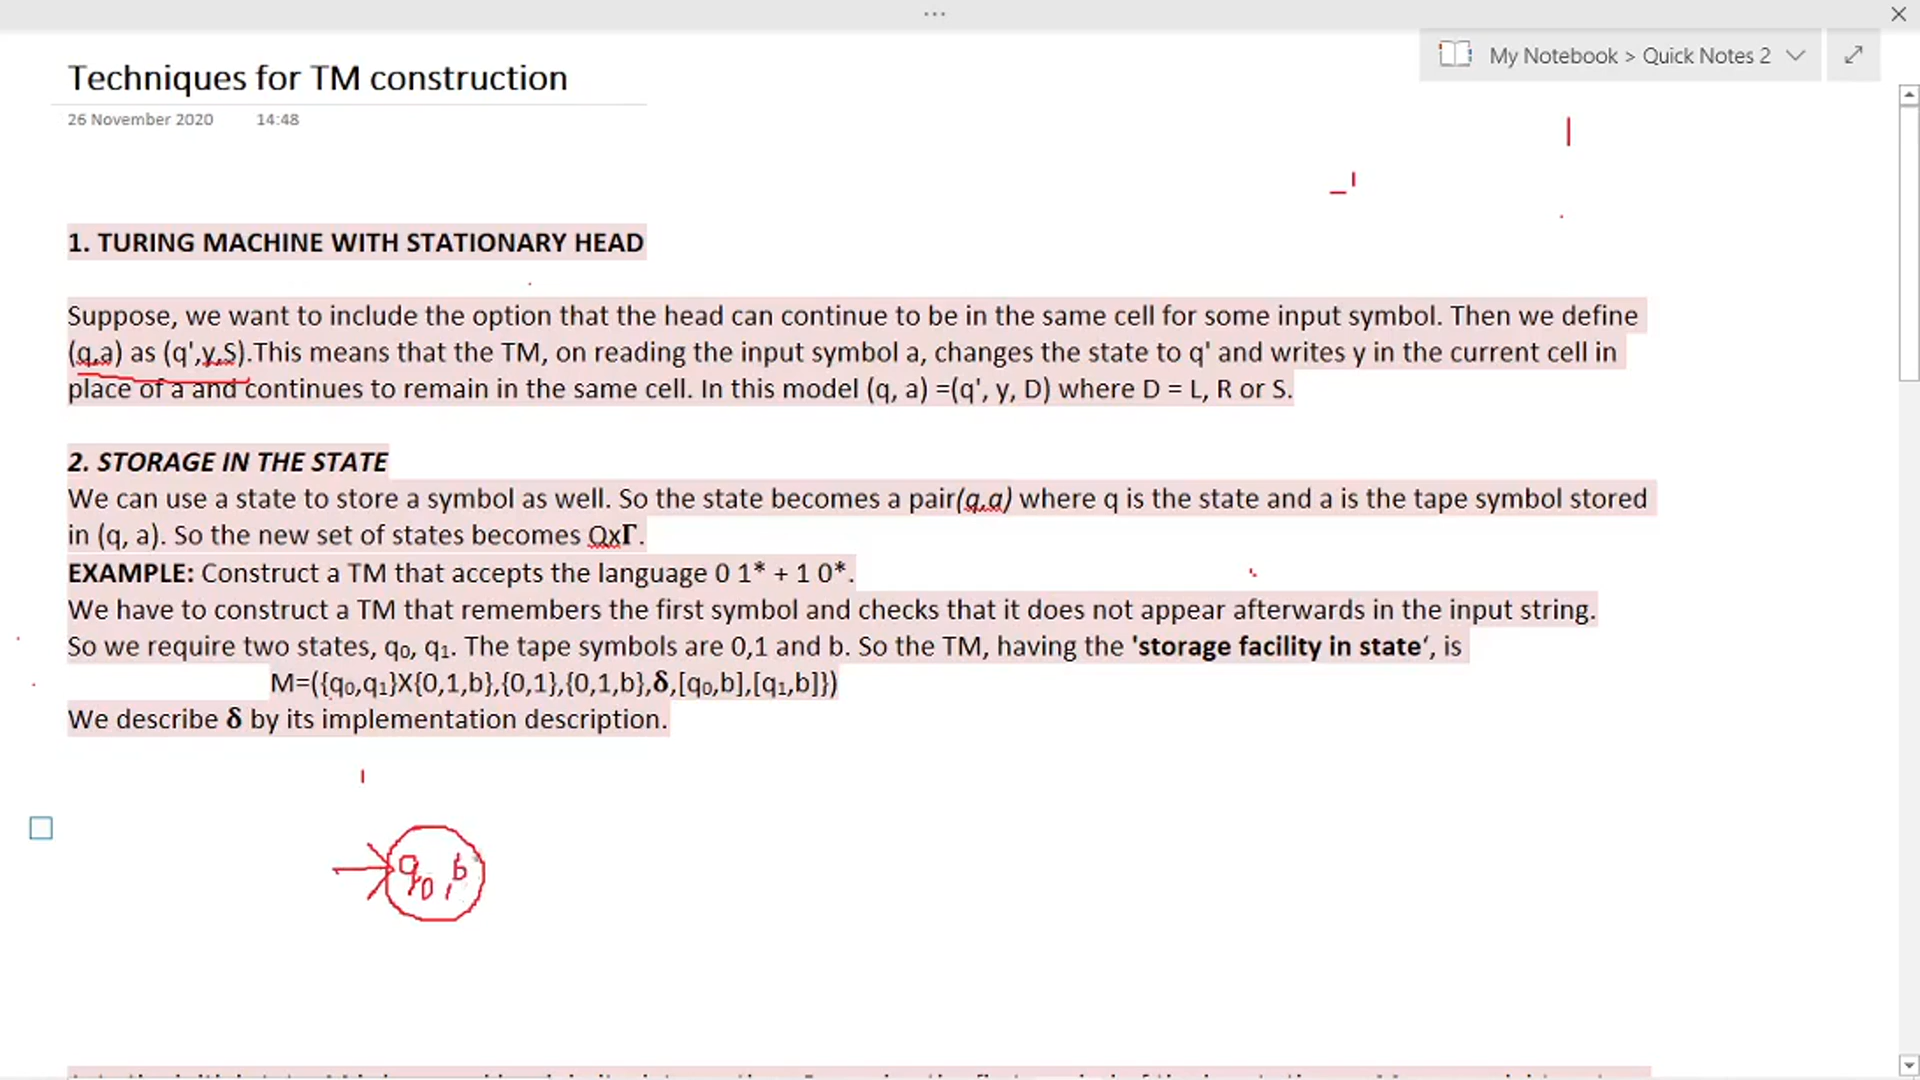 My Notebook > Quick Notes 2
Techniques for TM construction
26 November 2020 14:48
1. TURING MACHINE WITH STATIONARY HEAD
Suppose, we want to include the option that the head can continue to be in the same cell for some input symbol. Then we define
(q,a) as (q',y,S).This means that the TM, on reading the input symbol a, changes the state to q' and writes y in the current cell in
place of a and continues to remain in the same cell. In this model (q, a) =(q', y, D) where D = L, R or S.
2. STORAGE IN THE STATE
We can use a state to store a symbol as well. So the state becomes a pair(q,a) where q is the state and a is the tape symbol stored
in (q, a). So the new set of states becomes QxΓ.
EXAMPLE: Construct a TM that accepts the language 0 1* + 1 0*.
We have to construct a TM that remembers the first symbol and checks that it does not appear afterwards in the input string.
So we require two states, q₀, q₁. The tape symbols are 0,1 and b. So the TM, having the 'storage facility in state‘, is
M=({q₀,q₁}X{0,1,b},{0,1},{0,1,b},δ,[q₀,b],[q₁,b]})
We describe δ by its implementation description.
q₀, b